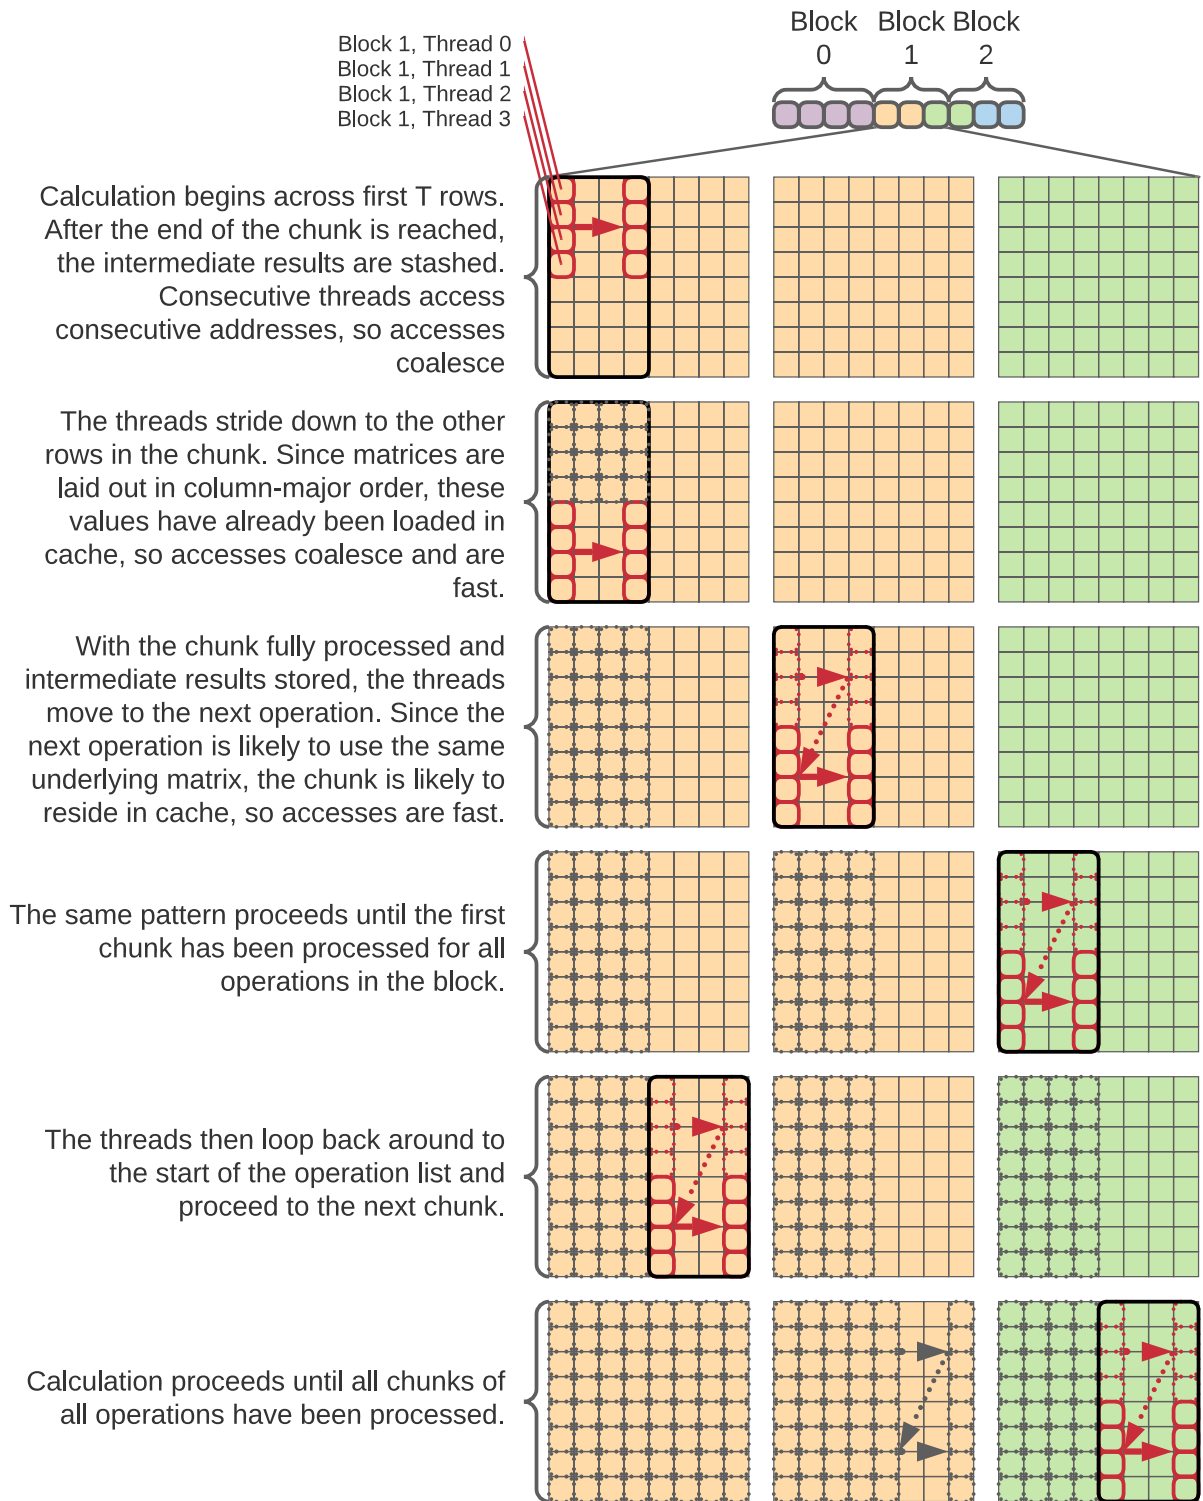 Block Block Block
0 1 2
Block 1, Thread 0
Block 1, Thread 1
Block 1, Thread 2
Block 1, Thread 3
Calculation begins across first T rows.
After the end of the chunk is reached,
the intermediate results are stashed.
Consecutive threads access
consecutive addresses, so accesses
coalesce
The threads stride down to the other
rows in the chunk. Since matrices are
laid out in column-major order, these
values have already been loaded in
cache, so accesses coalesce and are
fast.
With the chunk fully processed and
intermediate results stored, the threads
move to the next operation. Since the
next operation is likely to use the same
underlying matrix, the chunk is likely to
reside in cache, so accesses are fast.
The same pattern proceeds until the first
chunk has been processed for all
operations in the block.
The threads then loop back around to
the start of the operation list and
proceed to the next chunk.
Calculation proceeds until all chunks of
all operations have been processed.